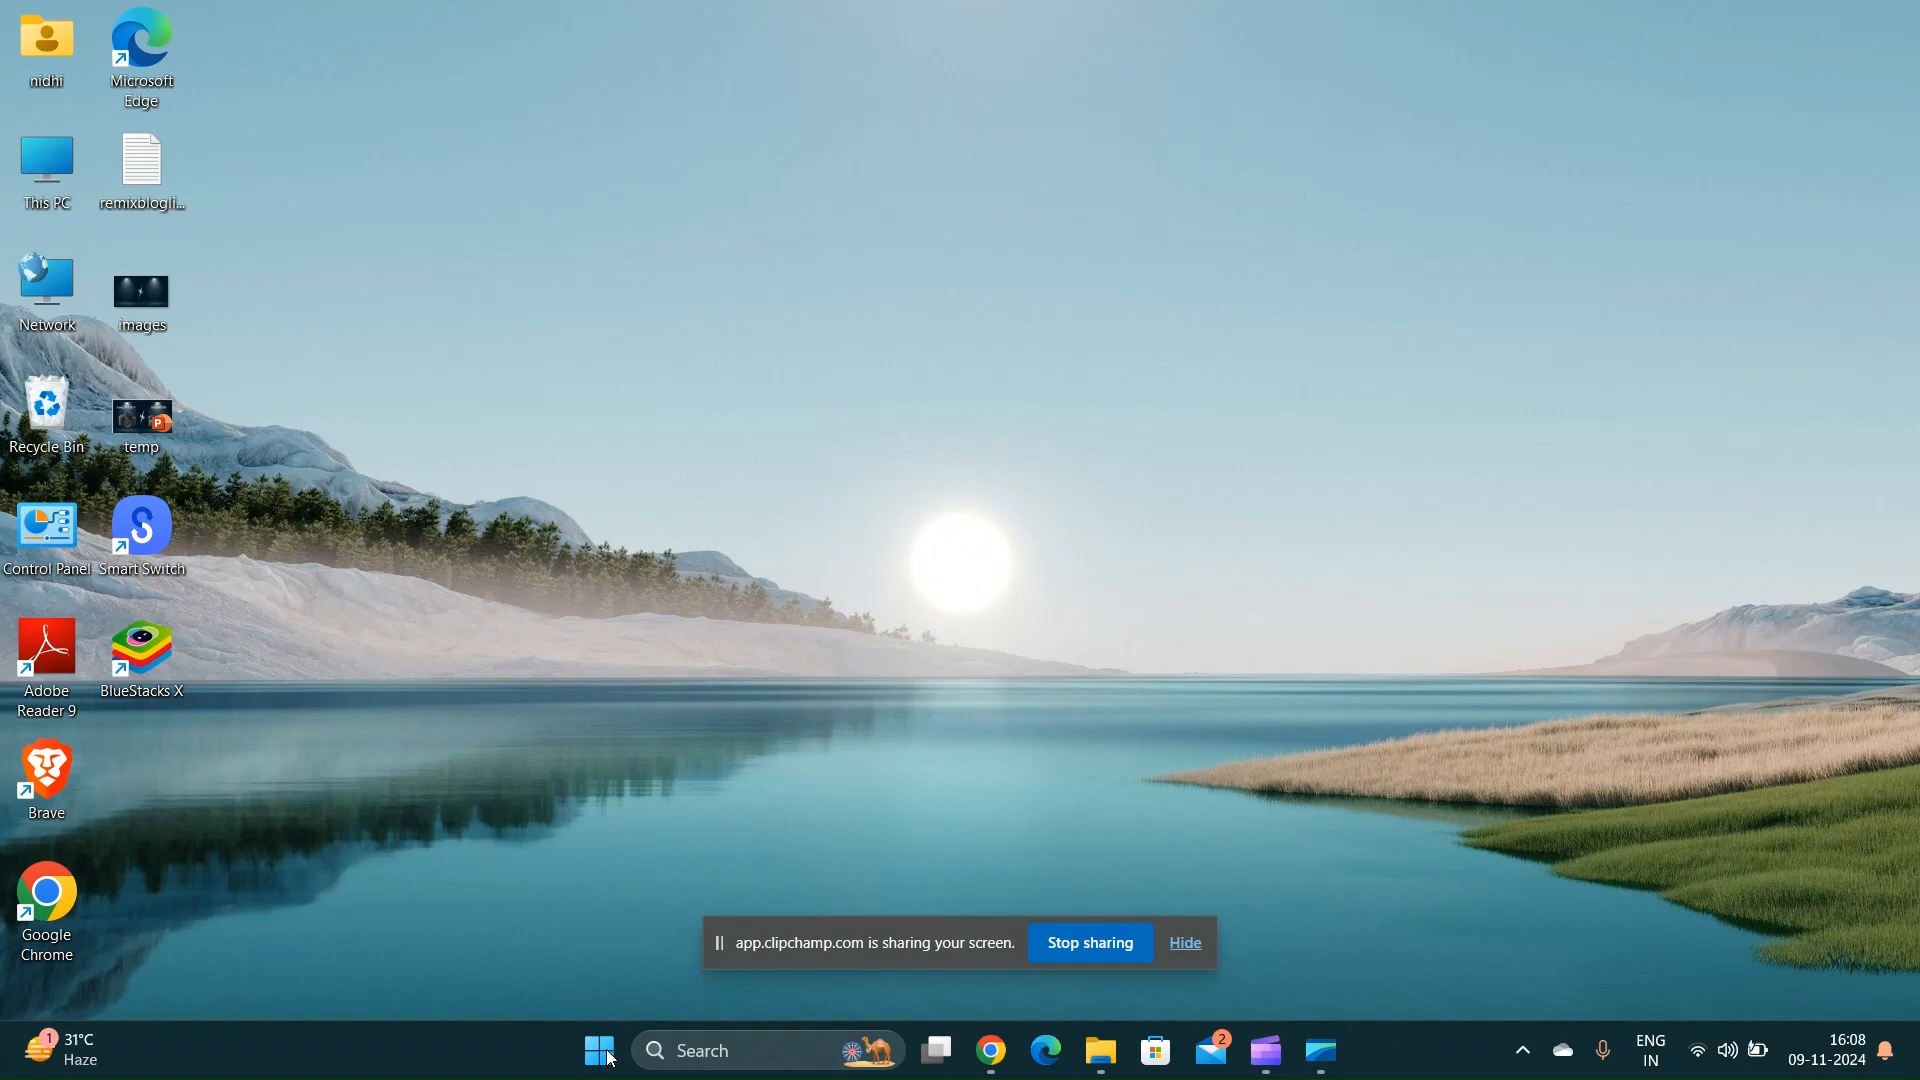 nidhi
Microsoft
Edge
This PC
remixblogli...
Network
images
Recycle Bin
temp
Control Panel
Smart Switch
Adobe
Reader 9
BlueStacks X
Brave
Google
Chrome
app.clipchamp.com is sharing your screen.
Stop sharing
Hide
1
31°C
Haze
Search
2
ENG
IN
16:08
09-11-2024